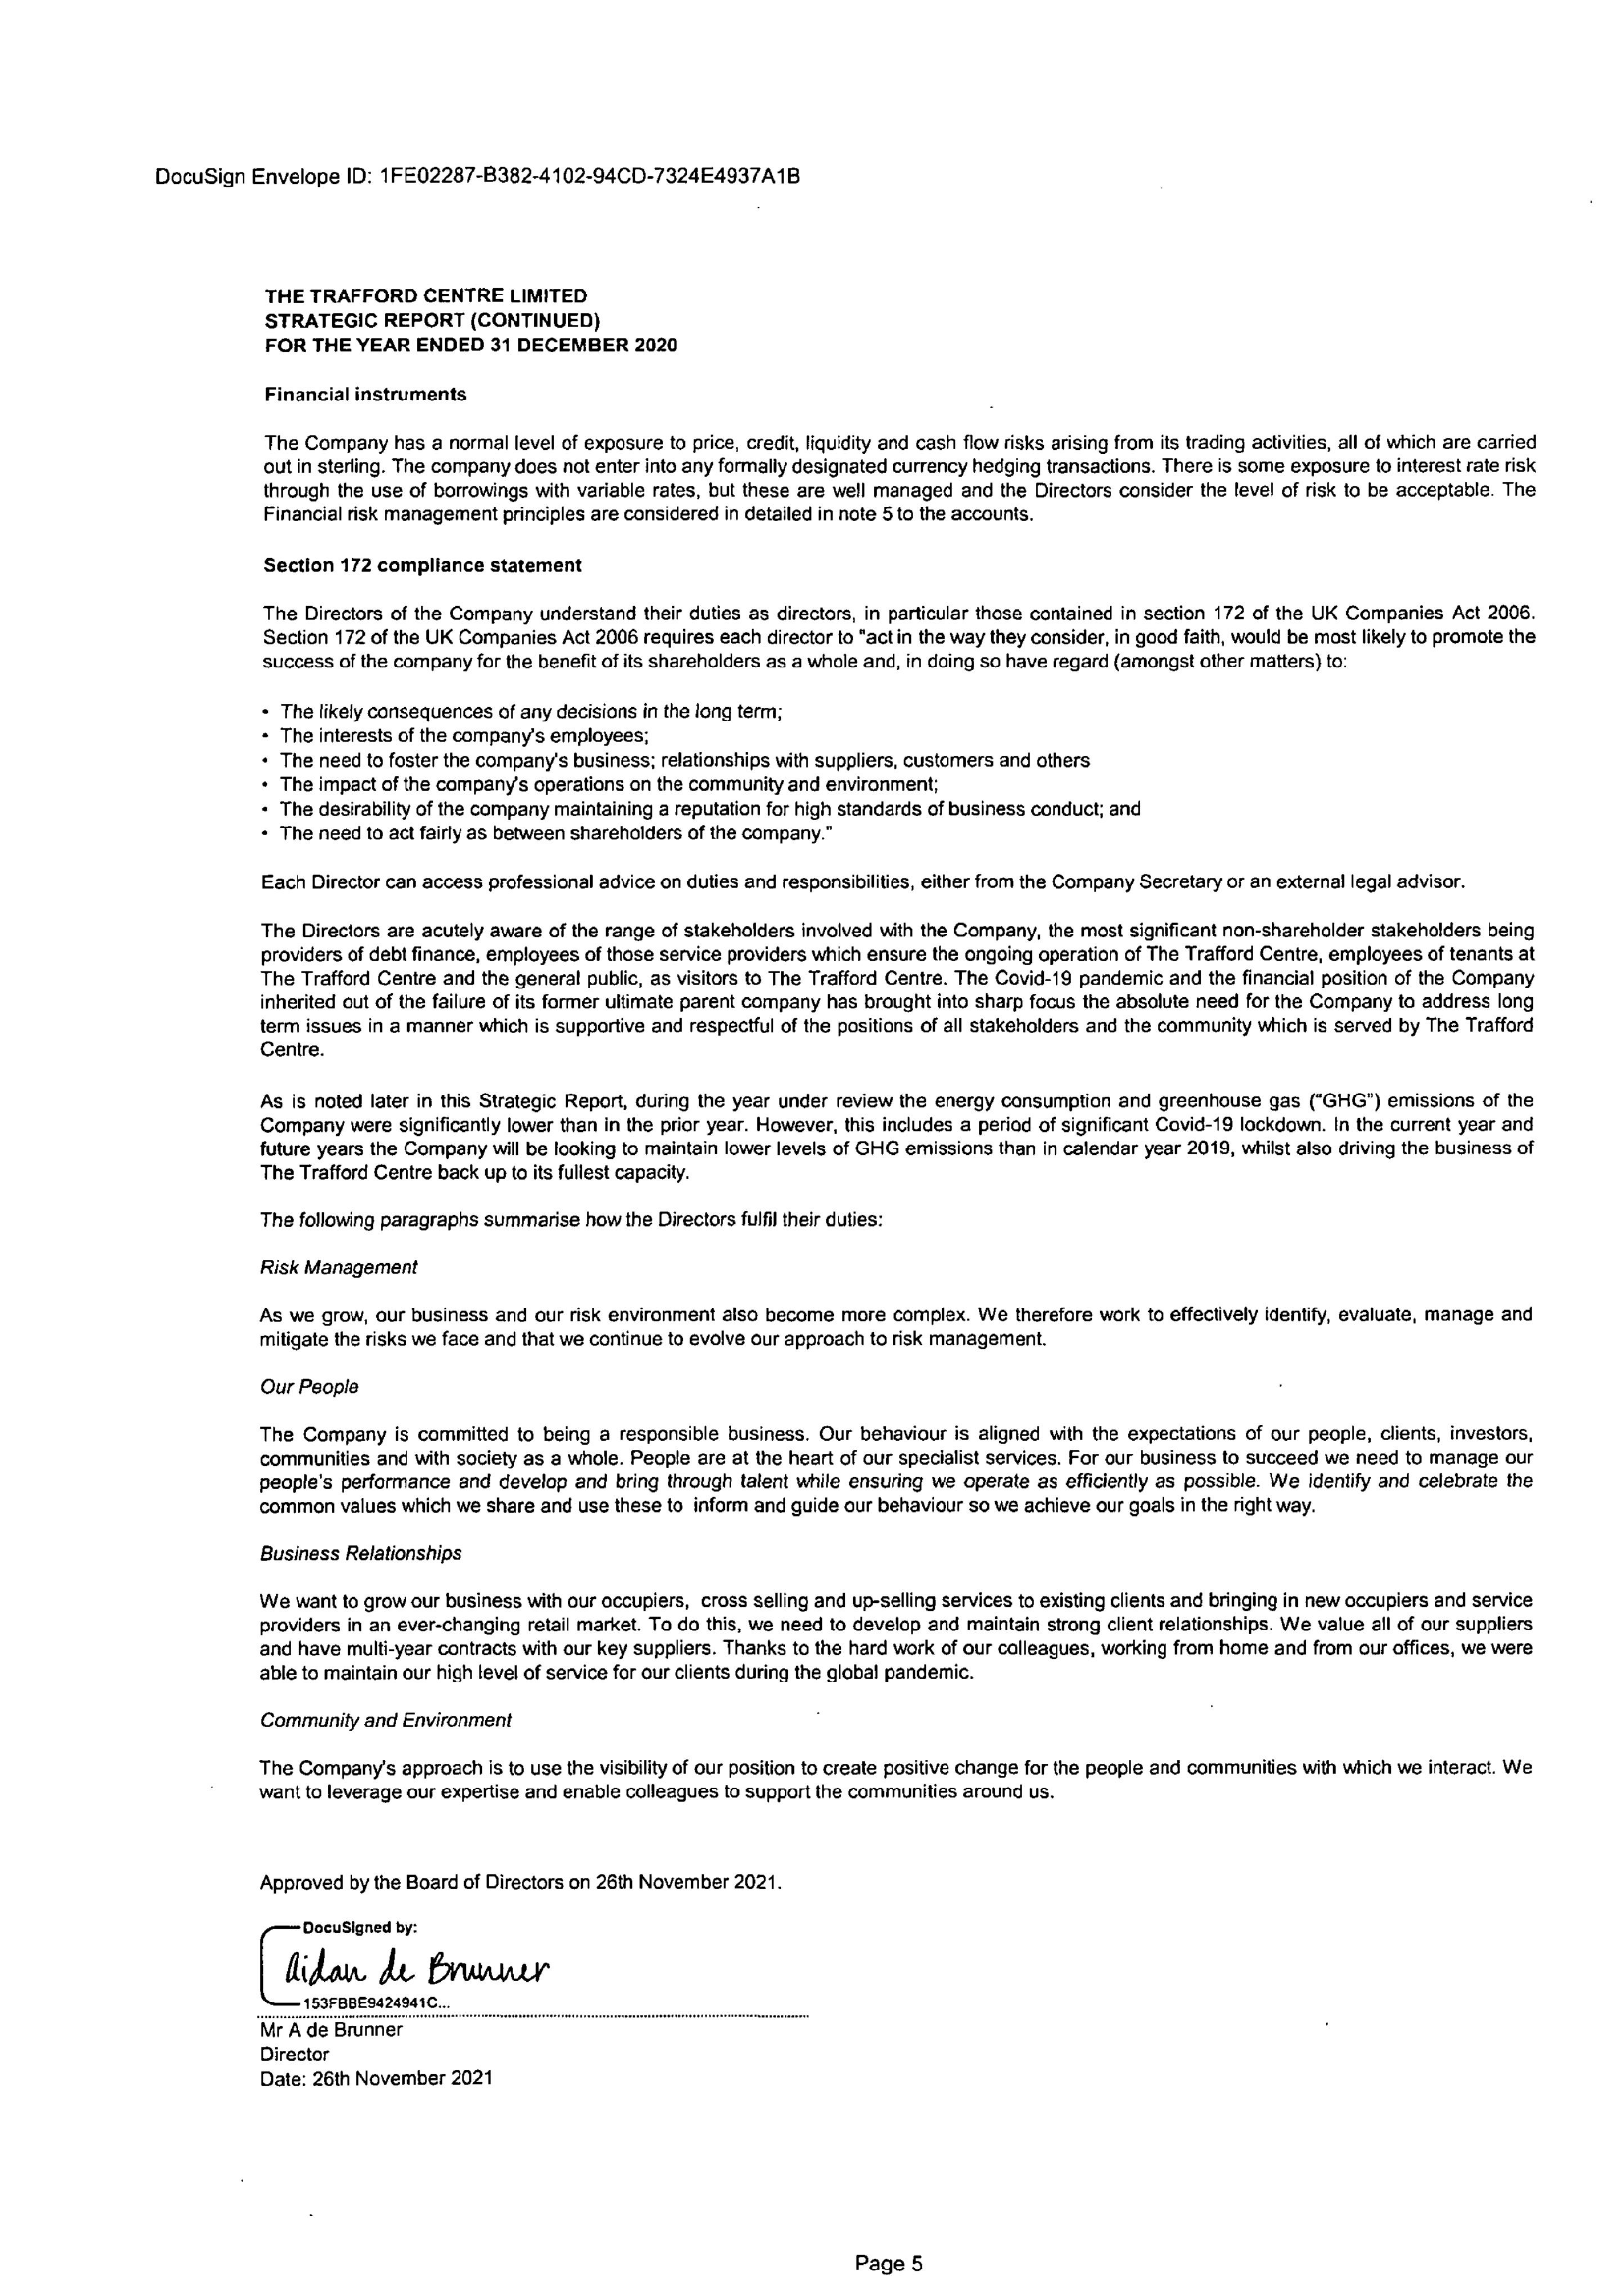 DocuSign Envelope ID: 1FE02287-B382-4102-94CD-7324E4937A1B
THE TRAFFORD CENTRE LIMITED
STRATEGIC REPORT (CONTINUED)
FOR THE YEAR ENDED 31 DECEMBER 2020
Financial instruments
The Company has a normal level of exposure to price, credit, liquidity and cash flow risks arising from its trading activities, all of which are carried
out in sterling. The company does not enter into any formally designated currency hedging transactions. There is some exposure to interest rate risk
through the use of borrowings with variable rates, but these are well managed and the Directors consider the level of risk to be acceptable. The
Financial risk management principles are considered in detailed in note 5 to the accounts.
Section 172 compliance statement
The Directors of the Company understand their duties as directors, in particular those contained in section 172 of the UK Companies Act 2006.
Section 172 of the UK Companies Act 2006 requires each director to "act in the way they consider, in good faith, would be most likely to promote the
success of the company for the benefit of its shareholders as a whole and, in doing so have regard (amongst other matters) to:
• The likely consequences of any decisions in the long term;
• The interests of the company's employees;
• The need to foster the company's business; relationships with suppliers, customers and others
• The impact of the company's operations on the community and environment;
• The desirability of the company maintaining a reputation for high standards of business conduct; and
• The need to act fairly as between shareholders of the company."
Each Director can access professional advice on duties and responsibilities, either from the Company Secretary or an external legal advisor.
The Directors are acutely aware of the range of stakeholders involved with the Company, the most significant non-shareholder stakeholders being
providers of debt finance, employees of those service providers which ensure the ongoing operation of The Trafford Centre, employees of tenants at
The Trafford Centre and the general public, as visitors to The Trafford Centre. The Covid-19 pandemic and the financial position of the Company
inherited out of the failure of its former ultimate parent company has brought into sharp focus the absolute need for the Company to address long
term issues in a manner which is supportive and respectful of the positions of all stakeholders and the community which is served by The Trafford
Centre.
As is noted later in this Strategic Report, during the year under review the energy consumption and greenhouse gas ("GHG") emissions of the
Company were significantly lower than in the prior year. However, this includes a period of significant Covid-19 lockdown. In the current year and
future years the Company will be looking to maintain lower levels of GHG emissions than in calendar year 2019, whilst also driving the business of
The Trafford Centre back up to its fullest capacity.
The following paragraphs summarise how the Directors fulfil their duties:
Risk Management
As we grow, our business and our risk environment also become more complex. We therefore work to effectively identify, evaluate, manage and
mitigate the risks we face and that we continue to evolve our approach to risk management.
Our People
The Company is committed to being a responsible business. Our behaviour is aligned with the expectations of our people, clients, investors,
communities and with society as a whole. People are at the heart of our specialist services. For our business to succeed we need to manage our
people's performance and develop and bring through talent while ensuring we operate as efficiently as possible. We identify and celebrate the
common values which we share and use these to inform and guide our behaviour so we achieve our goals in the right way.
Business Relationships
We want to grow our business with our occupiers, cross selling and up-selling services to existing clients and bringing in new occupiers and service
providers in an ever-changing retail market. To do this, we need to develop and maintain strong client relationships. We value all of our suppliers
and have multi-year contracts with our key suppliers. Thanks to the hard work of our colleagues, working from home and from our offices, we were
able to maintain our high level of service for our clients during the global pandemic.
Community and Environment
The Company's approach is to use the visibility of our position to create positive change for the people and communities with which we interact. We
want to leverage our expertise and enable colleagues to support the communities around us.
Approved by the Board of Directors on 26th November 2021.
DocuSigned by:
Aidan de Brunner
153FBBE9424941C...
Mr A de Brunner
Director
Date: 26th November 2021
Page 5